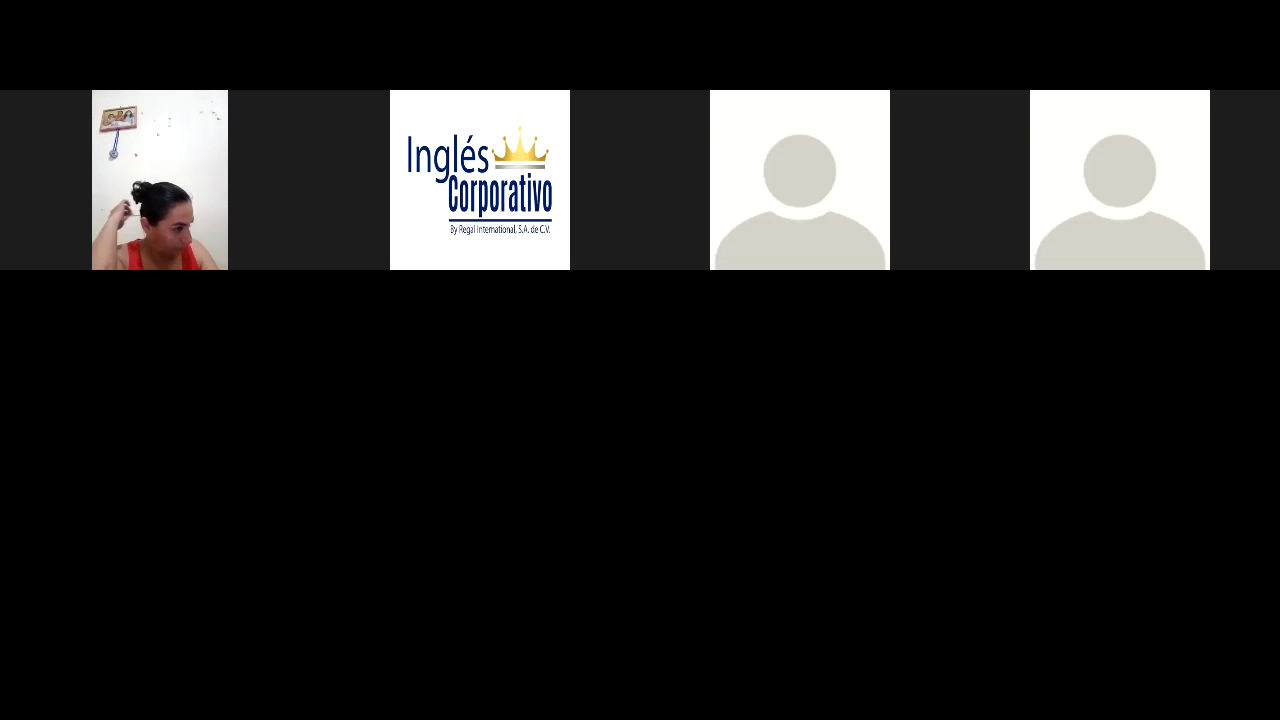 Inglés
Corporativo
By Regal International, S.A. de C.V.